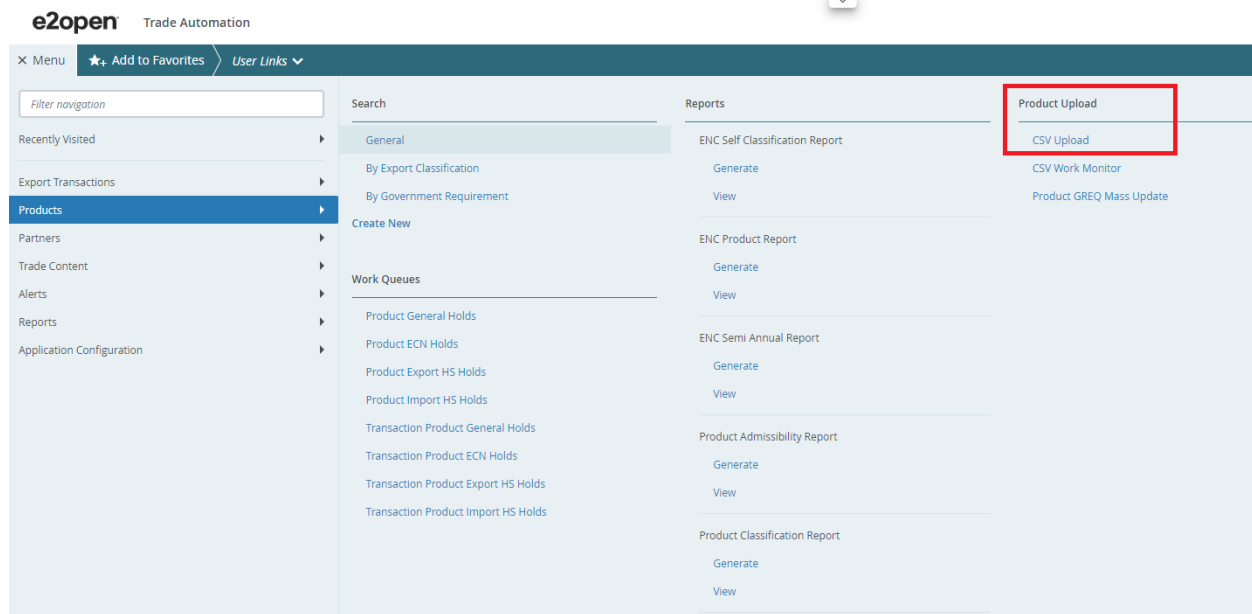 e2open Trade Automation
× Menu ★+ Add to Favorites User Links
Filter navigation
Recently Visited
Export Transactions
Products
Partners
Trade Content
Alerts
Reports
Application Configuration
Search
General
By Export Classification
By Government Requirement
Create New
Work Queues
Product General Holds
Product ECN Holds
Product Export HS Holds
Product Import HS Holds
Transaction Product General Holds
Transaction Product ECN Holds
Transaction Product Export HS Holds
Transaction Product Import HS Holds
Reports
ENC Self Classification Report
Generate
View
ENC Product Report
Generate
View
ENC Semi Annual Report
Generate
View
Product Admissibility Report
Generate
View
Product Classification Report
Generate
View
Product Upload
CSV Upload
CSV Work Monitor
Product GREQ Mass Update